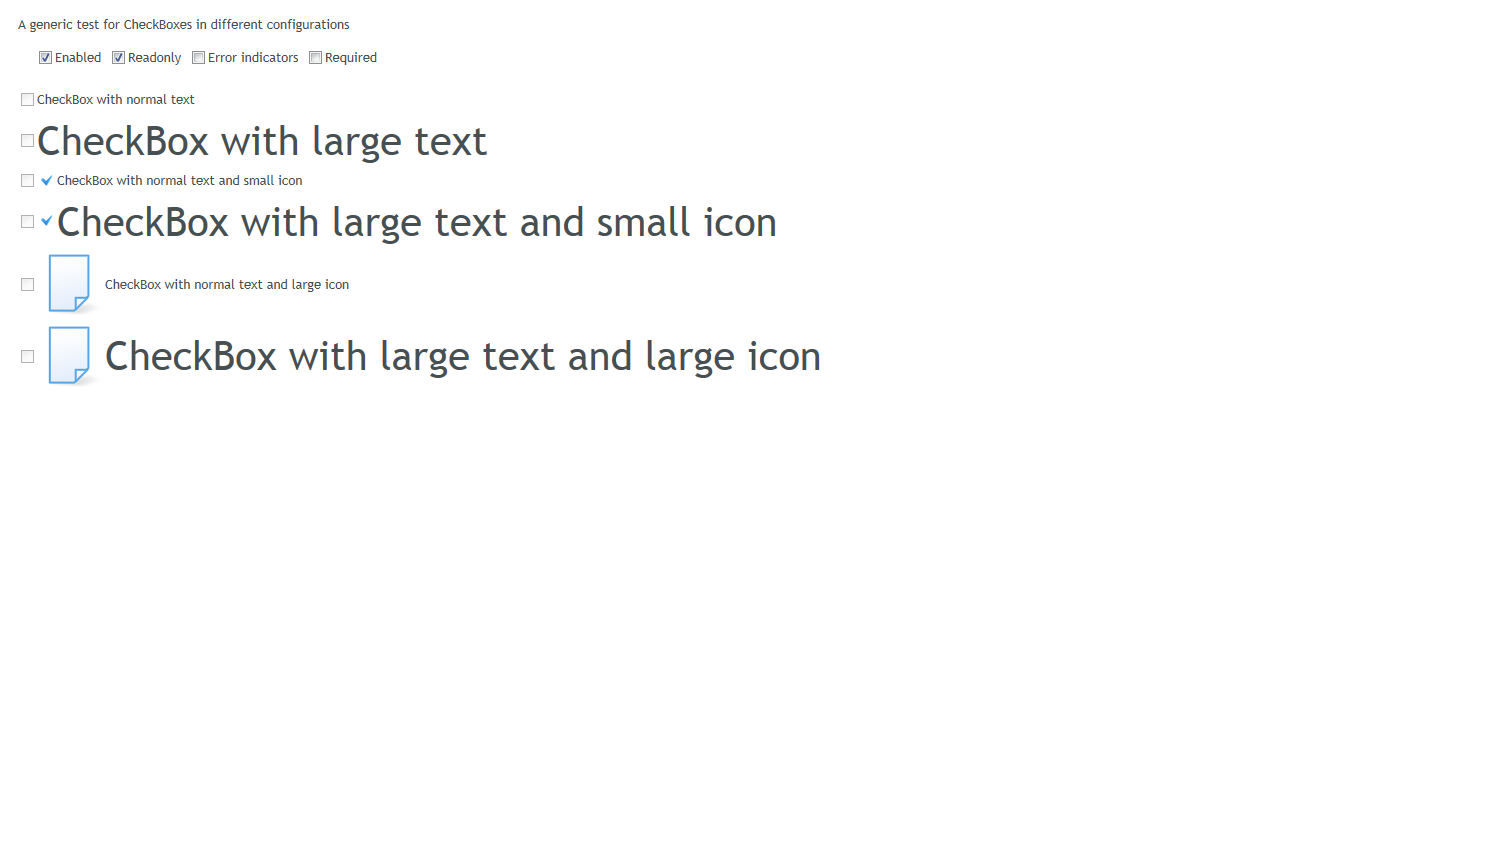 A generic test for CheckBoxes in different configurations
Enabled Readonly Error indicators Required
CheckBox with normal text
CheckBox with large text
CheckBox with normal text and small icon
CheckBox with large text and small icon
CheckBox with normal text and large icon
CheckBox with large text and large icon